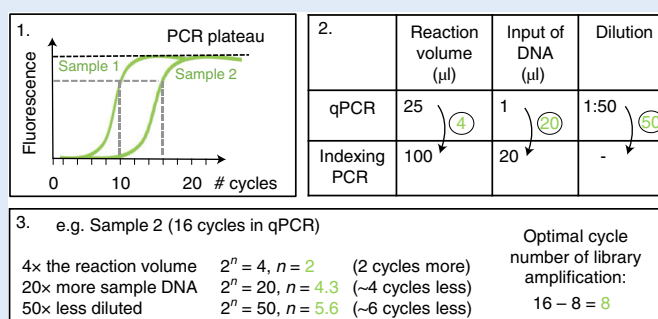 1.
PCR plateau
Sample 1
Sample 2
Fluorescence
0 10 20 # cycles
2.
Reaction volume (µl)
Input of DNA (µl)
Dilution
qPCR 25 4 1 20 1:50 50
Indexing PCR 100 20 -
3. e.g. Sample 2 (16 cycles in qPCR)
4× the reaction volume 2ⁿ = 4, n = 2 (2 cycles more)
20× more sample DNA 2ⁿ = 20, n = 4.3 (~4 cycles less)
50× less diluted 2ⁿ = 50, n = 5.6 (~6 cycles less)
Optimal cycle
number of library
amplification:
16 – 8 = 8